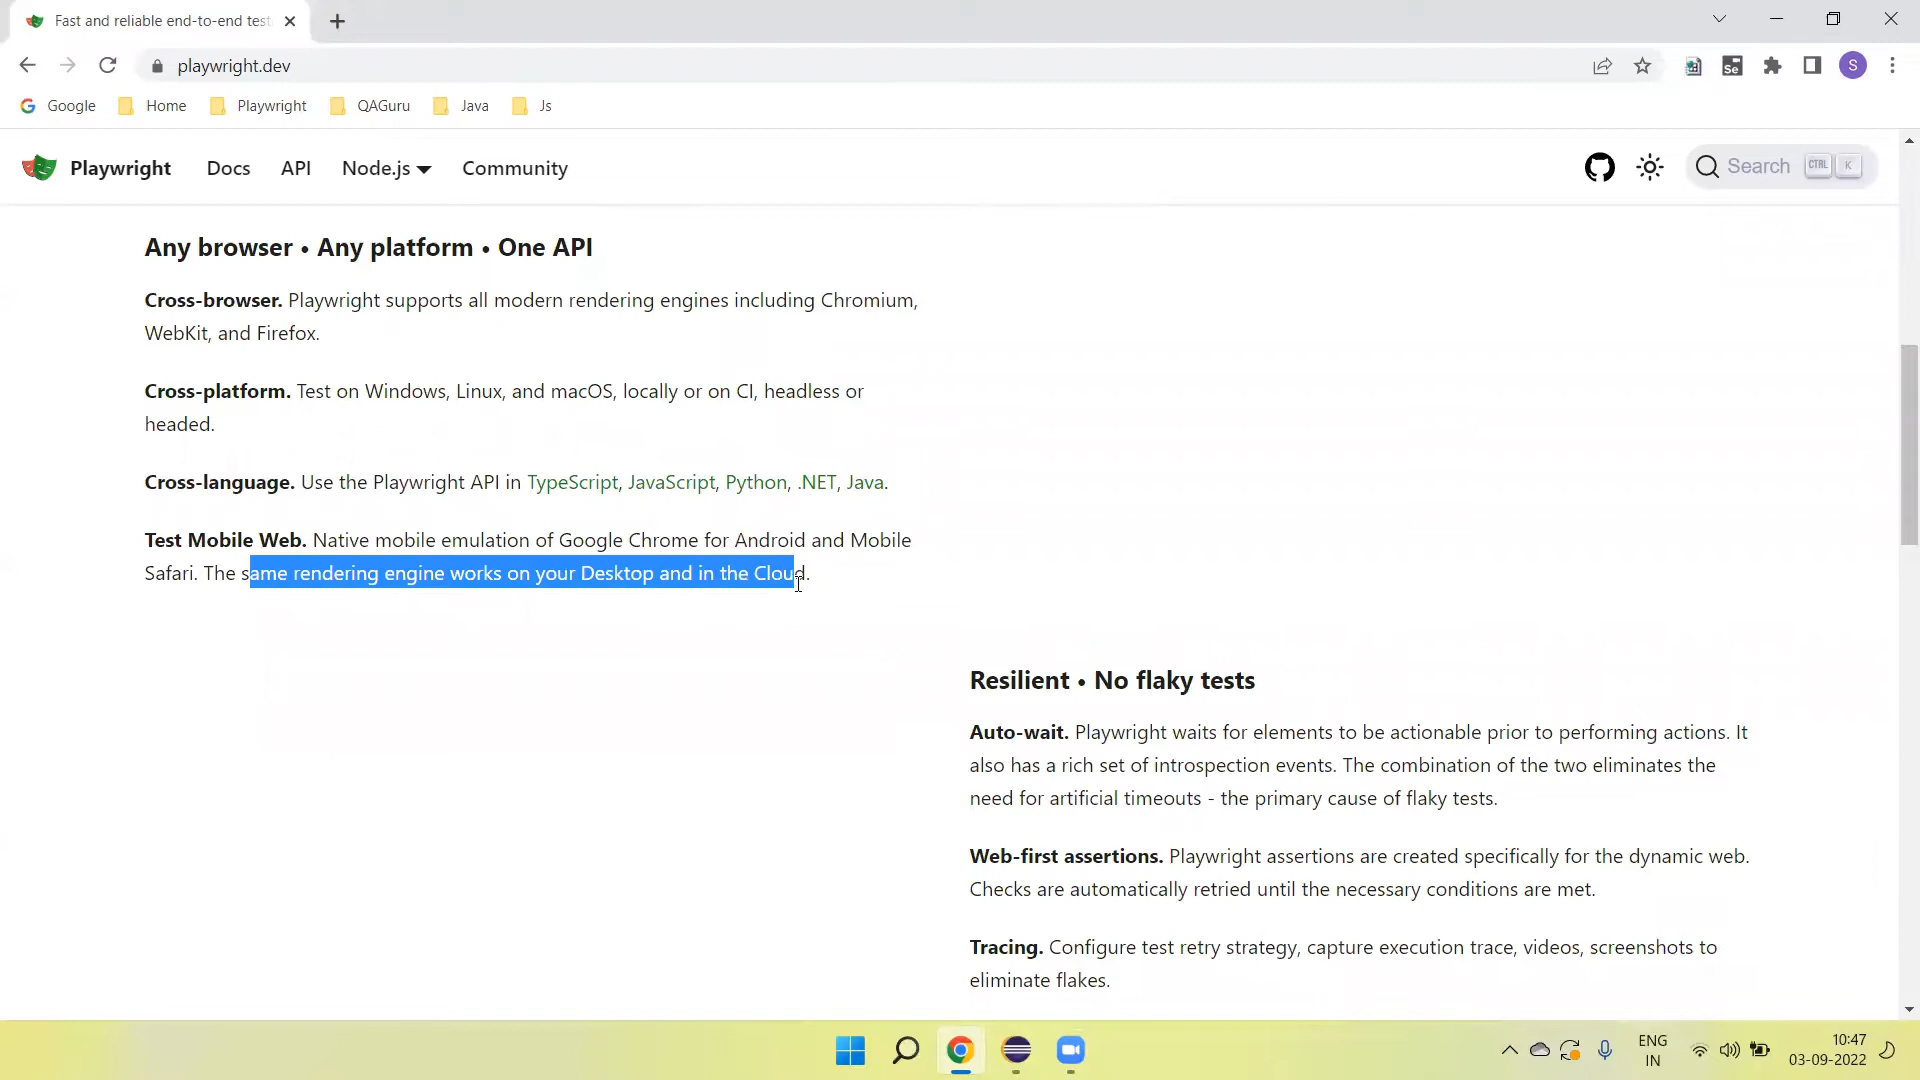 Fast and reliable end-to-end test
playwright.dev
Se
S
Google
Home
Playwright
QAGuru
Java
Js
Playwright
Docs
API
Node.js
Community
Search
CTRL
K
Any browser • Any platform • One API
Cross-browser. Playwright supports all modern rendering engines including Chromium,
WebKit, and Firefox.
Cross-platform. Test on Windows, Linux, and macOS, locally or on CI, headless or
headed.
Cross-language. Use the Playwright API in TypeScript, JavaScript, Python, .NET, Java.
Test Mobile Web. Native mobile emulation of Google Chrome for Android and Mobile
Safari. The same rendering engine works on your Desktop and in the Cloud.
Resilient • No flaky tests
Auto-wait. Playwright waits for elements to be actionable prior to performing actions. It
also has a rich set of introspection events. The combination of the two eliminates the
need for artificial timeouts - the primary cause of flaky tests.
Web-first assertions. Playwright assertions are created specifically for the dynamic web.
Checks are automatically retried until the necessary conditions are met.
Tracing. Configure test retry strategy, capture execution trace, videos, screenshots to
eliminate flakes.
ENG
IN
10:47
03-09-2022